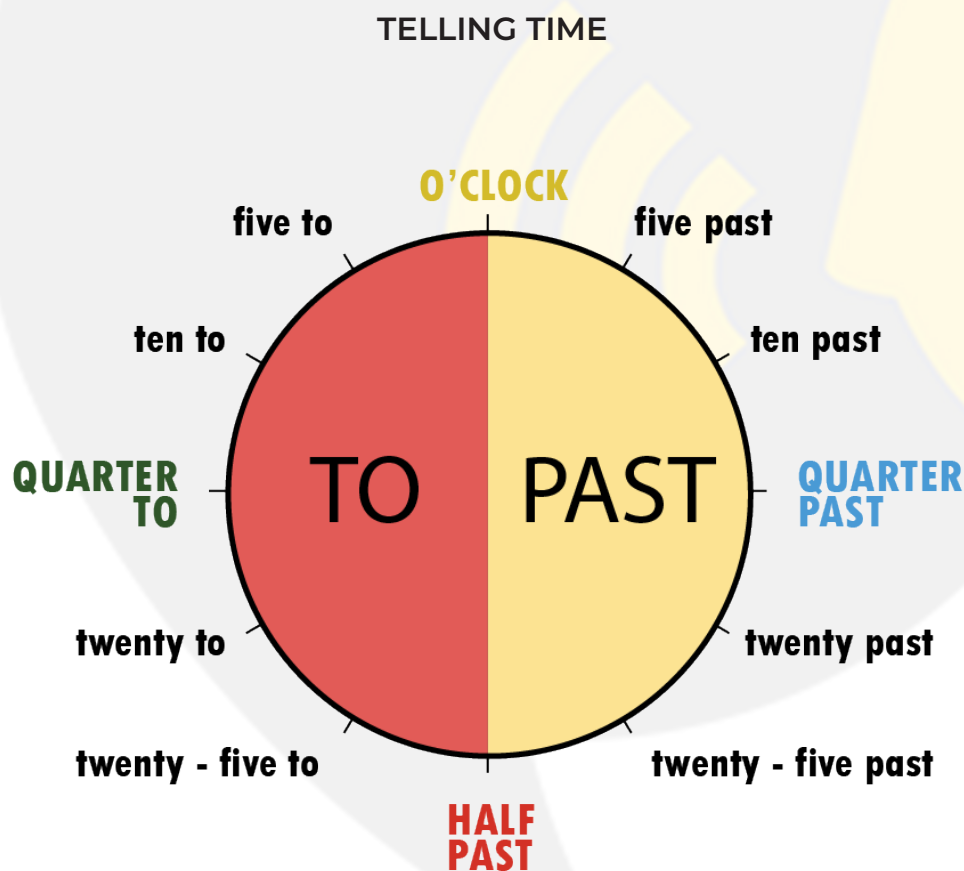 TELLING TIME
O'CLOCK
five to
five past
ten to
ten past
QUARTER
TO
TO
PAST
QUARTER
PAST
twenty to
twenty past
twenty - five to
twenty - five past
HALF
PAST